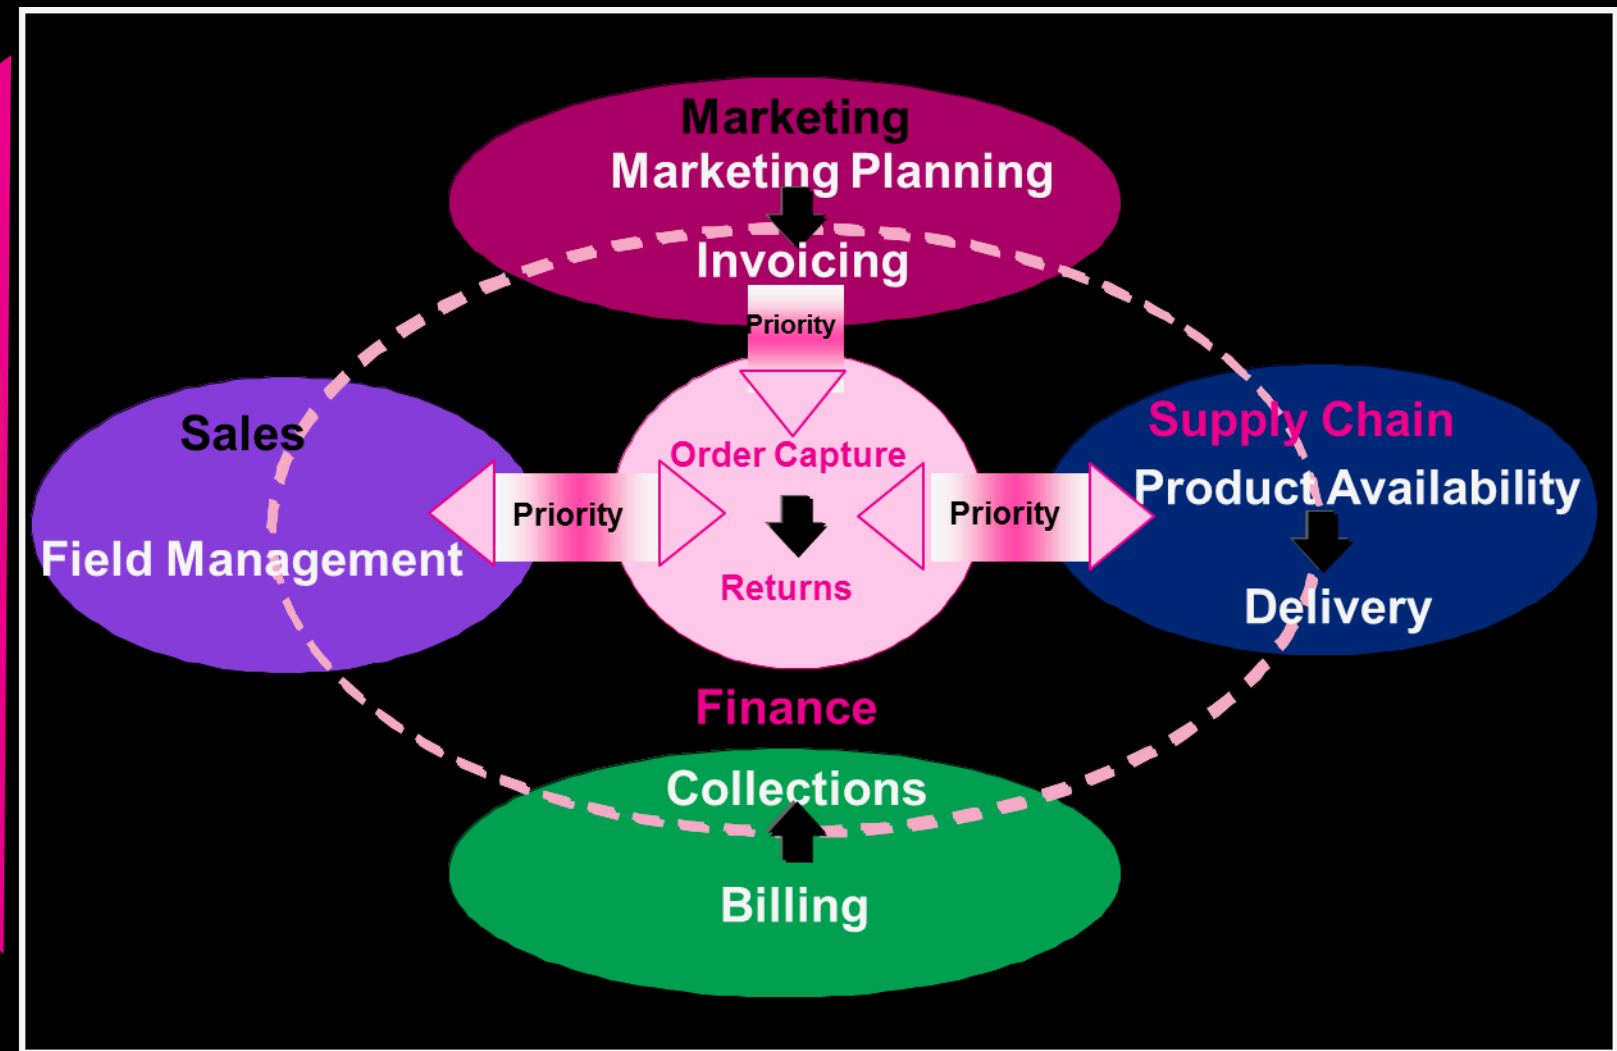 Marketing
Marketing Planning
Invoicing
Priority
Sales
Field Management
Priority
Order Capture
Returns
Priority
Supply Chain
Product Availability
Delivery
Finance
Collections
Billing